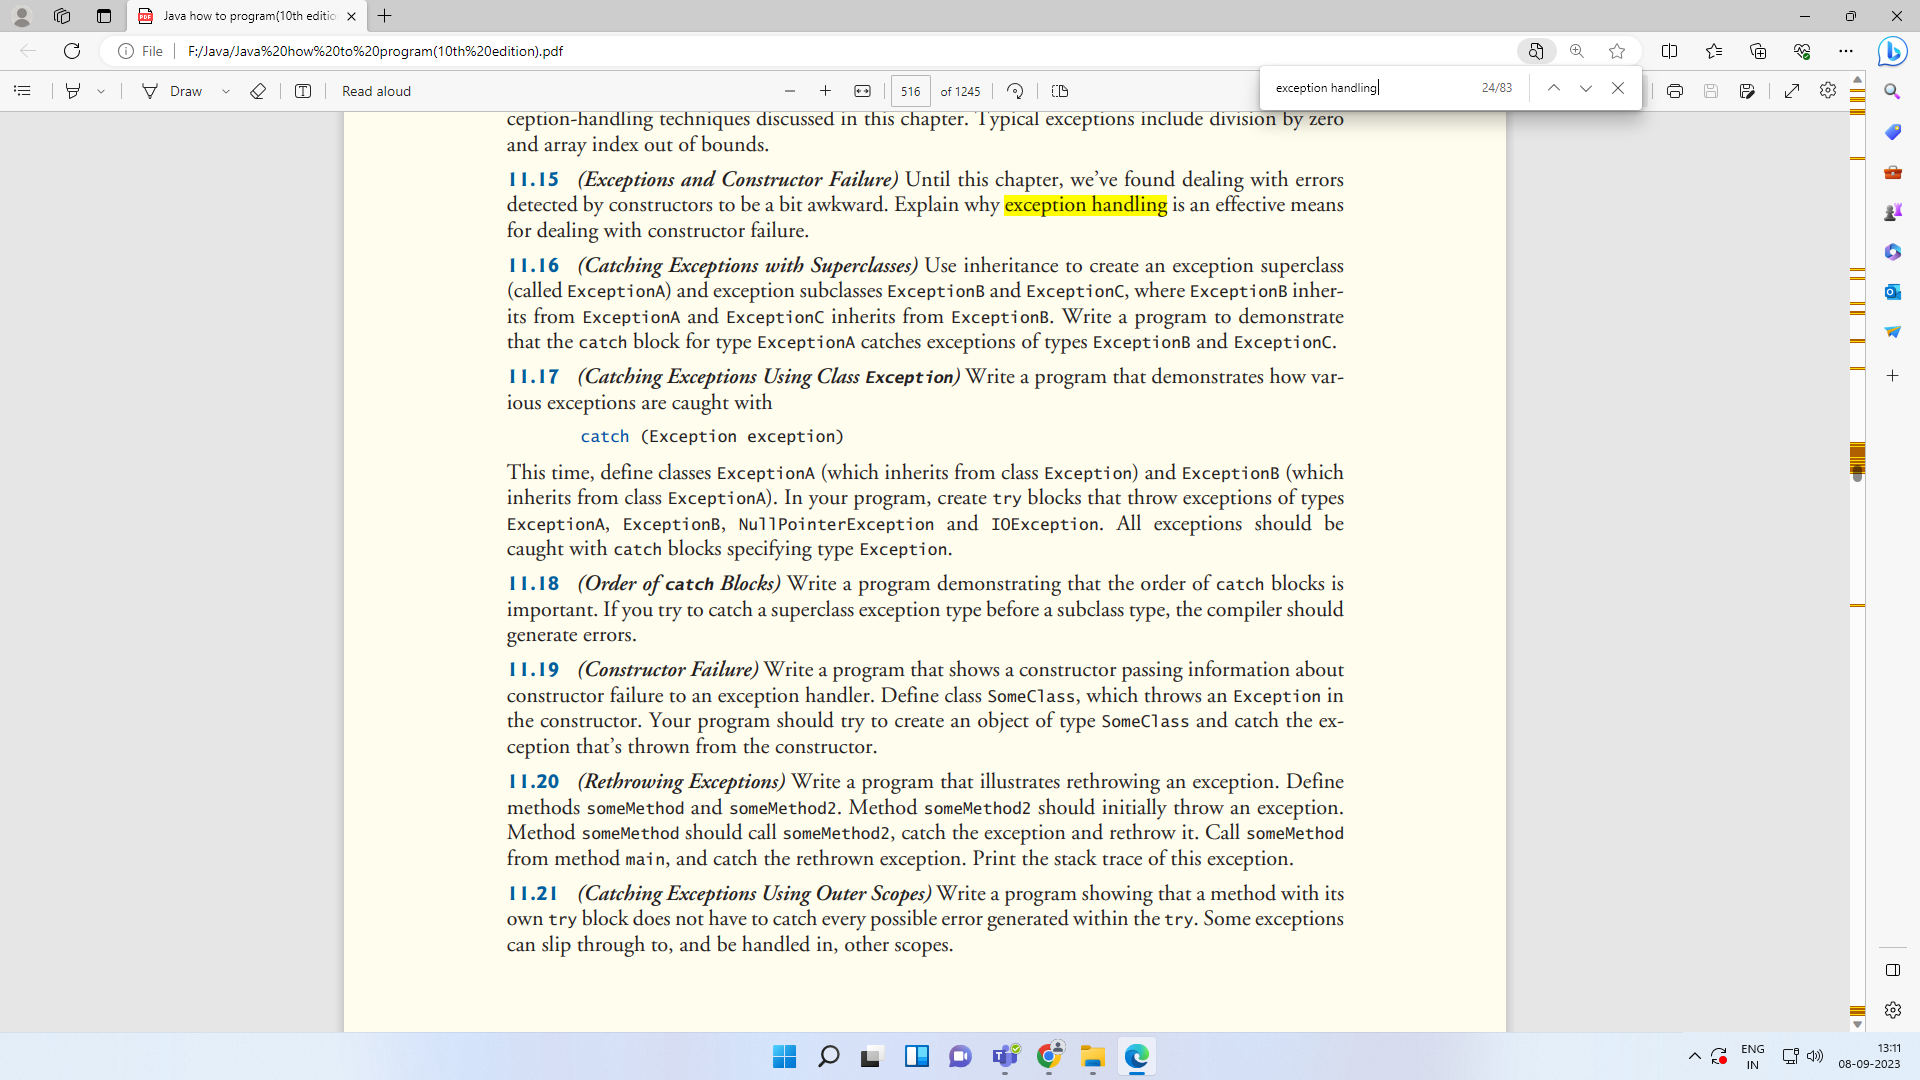 Java how to program(10th editio
File
F:/Java/Java%20how%20to%20program(10th%20edition).pdf
Draw
Read aloud
516
of 1245
exception handling
24/83
ception-handling techniques discussed in this chapter. Typical exceptions include division by zero
and array index out of bounds.
11.15 (Exceptions and Constructor Failure) Until this chapter, we've found dealing with errors
detected by constructors to be a bit awkward. Explain why exception handling is an effective means
for dealing with constructor failure.
11.16 (Catching Exceptions with Superclasses) Use inheritance to create an exception superclass
(called ExceptionA) and exception subclasses ExceptionB and ExceptionC, where ExceptionB inher-
its from ExceptionA and ExceptionC inherits from ExceptionB. Write a program to demonstrate
that the catch block for type ExceptionA catches exceptions of types ExceptionB and ExceptionC.
11.17 (Catching Exceptions Using Class Exception) Write a program that demonstrates how var-
ious exceptions are caught with
catch (Exception exception)
This time, define classes ExceptionA (which inherits from class Exception) and ExceptionB (which
inherits from class ExceptionA). In your program, create try blocks that throw exceptions of types
ExceptionA, ExceptionB, NullPointerException and IOException. All exceptions should be
caught with catch blocks specifying type Exception.
11.18 (Order of catch Blocks) Write a program demonstrating that the order of catch blocks is
important. If you try to catch a superclass exception type before a subclass type, the compiler should
generate errors.
11.19 (Constructor Failure) Write a program that shows a constructor passing information about
constructor failure to an exception handler. Define class SomeClass, which throws an Exception in
the constructor. Your program should try to create an object of type SomeClass and catch the ex-
ception that's thrown from the constructor.
11.20 (Rethrowing Exceptions) Write a program that illustrates rethrowing an exception. Define
methods someMethod and someMethod2. Method someMethod2 should initially throw an exception.
Method someMethod should call someMethod2, catch the exception and rethrow it. Call someMethod
from method main, and catch the rethrown exception. Print the stack trace of this exception.
11.21 (Catching Exceptions Using Outer Scopes) Write a program showing that a method with its
own try block does not have to catch every possible error generated within the try. Some exceptions
can slip through to, and be handled in, other scopes.
ENG
IN
13:11
08-09-2023